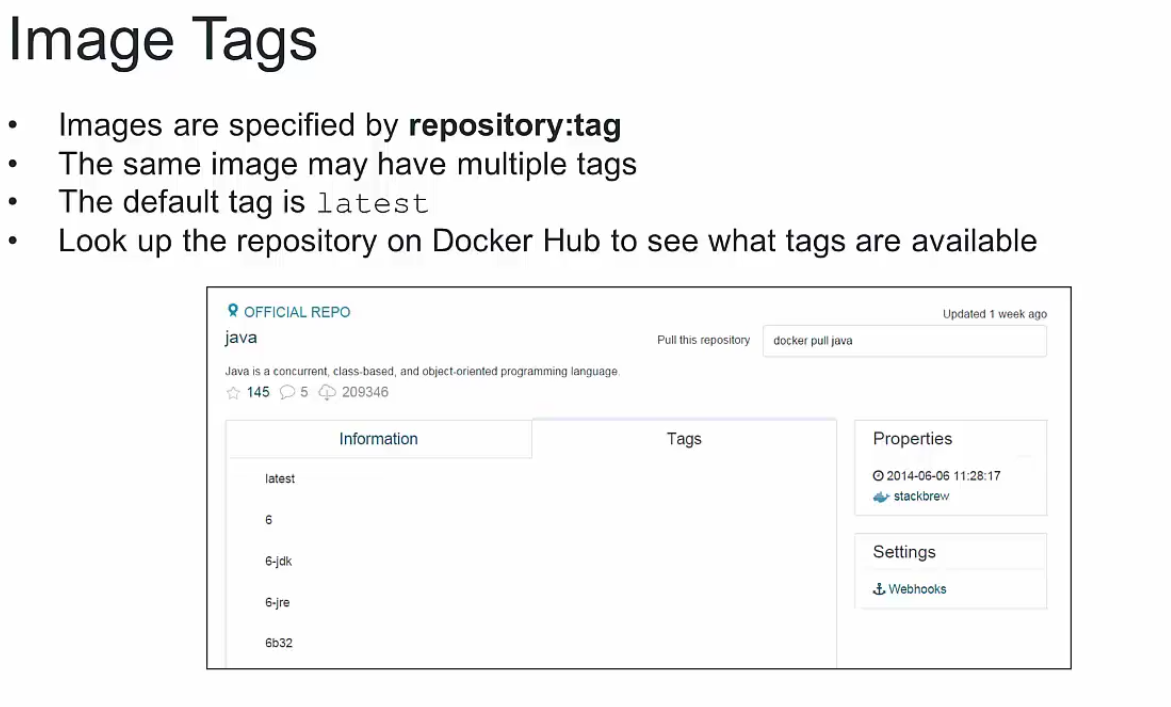 Image Tags
• Images are specified by repository:tag
• The same image may have multiple tags
• The default tag is latest
• Look up the repository on Docker Hub to see what tags are available
OFFICIAL REPO
Updated 1 week ago
java
Pull this repository
docker pull java
Java is a concurrent, class-based, and object-oriented programming language.
145 5 209346
Information
Tags
latest
6
6-jdk
6-jre
6b32
Properties
2014-06-06 11:28:17
stackbrew
Settings
Webhooks